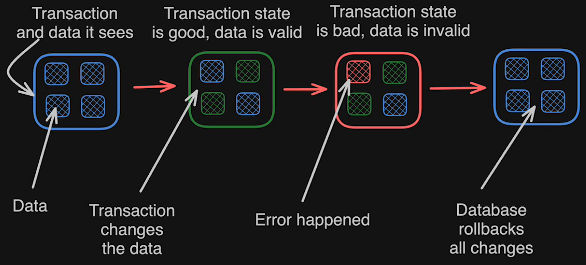 Transaction
and data it sees
Transaction state
is good, data is valid
Transaction state
is bad, data is invalid
Data
Transaction
changes
the data
Error happened
Database
rollbacks
all changes